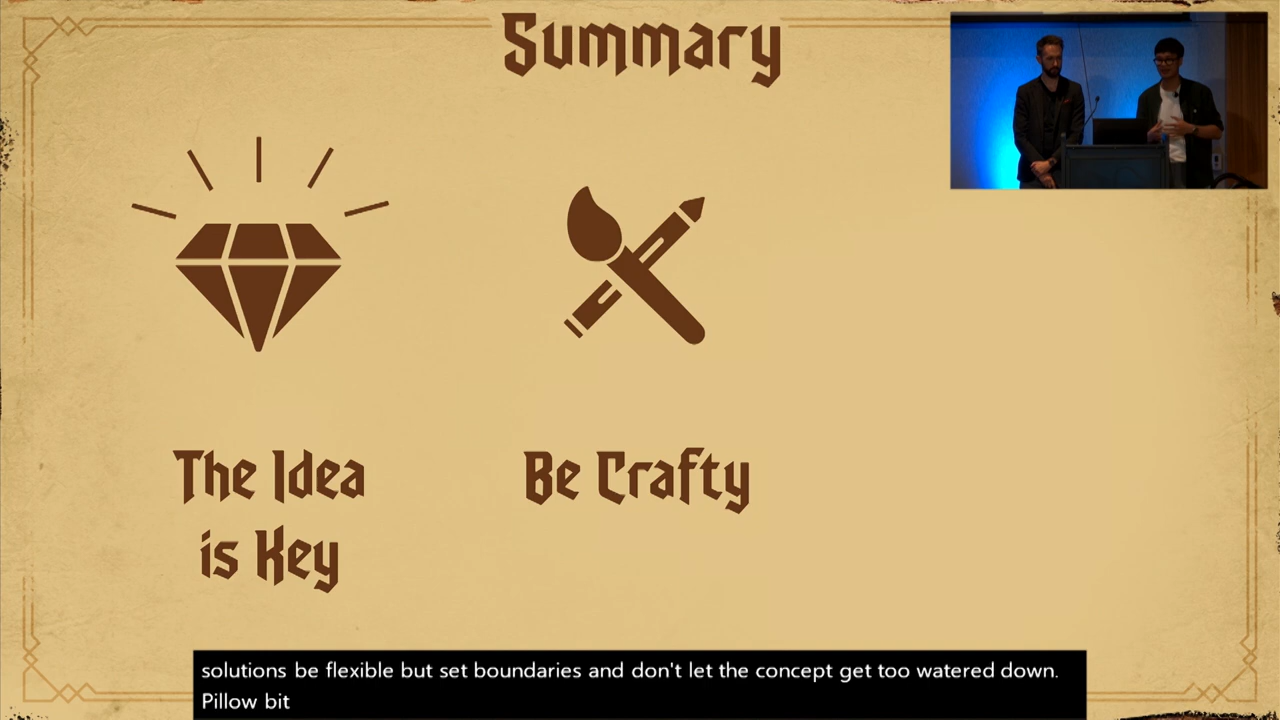 Summary
The Idea
is Key
Be Crafty
solutions be flexible but set boundaries and don't let the concept get too watered down.
Pillow bit